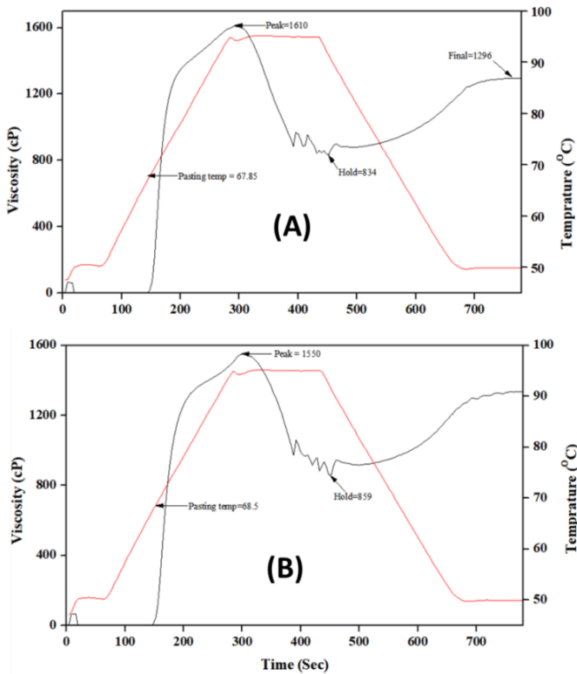 1600
1200
800
400
0
Viscosity (cP)
100
90
80
70
60
50
Temprature (°C)
Peak=1610
Final=1296
Pasting temp = 67.85
Hold=834
(A)
0 100 200 300 400 500 600 700
1600
1200
800
400
0
Viscosity (cP)
100
90
80
70
60
50
Temprature (°C)
Peak = 1550
Pasting temp=68.5
Hold=859
(B)
0 100 200 300 400 500 600 700
Time (Sec)